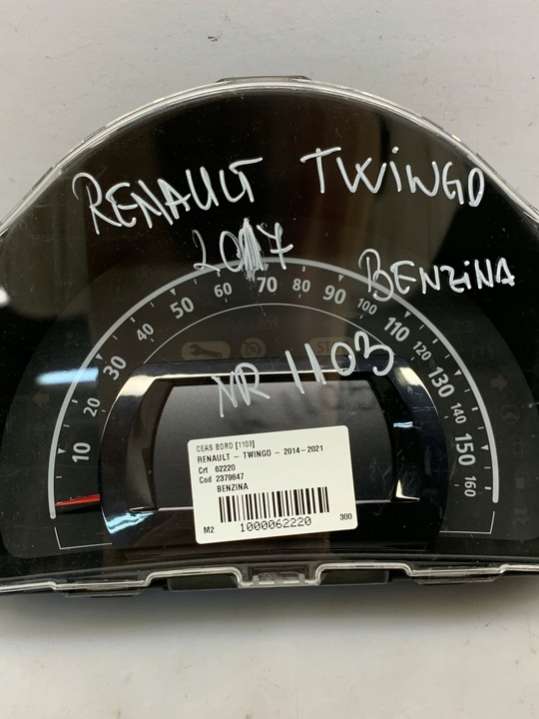 RENAULT TWINGO
2017
BENZINA
10 20 30 40 50 60 70 80 90 100 110 120 130 140 150 160
NR 1103
CEAS BORD [1103]
RENAULT - TWINGO - 2014-2021
Crt 62220
Cod 2379647
BENZINA
M2 1000062220 300